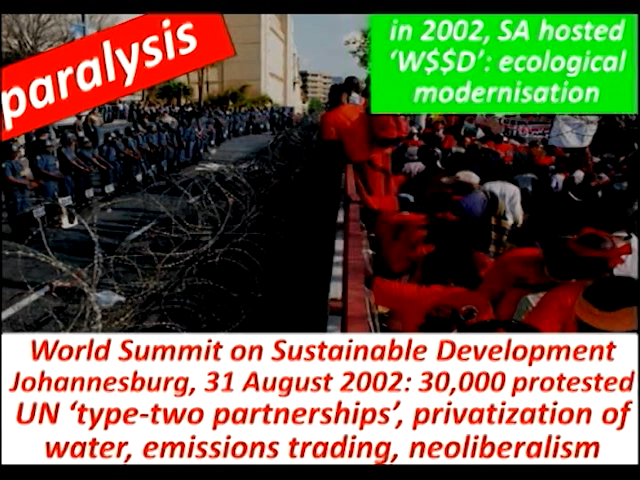 paralysis
in 2002, SA hosted
‘W$$D’: ecological
modernisation
World Summit on Sustainable Development
Johannesburg, 31 August 2002: 30,000 protested
UN ‘type-two partnerships’, privatization of
water, emissions trading, neoliberalism